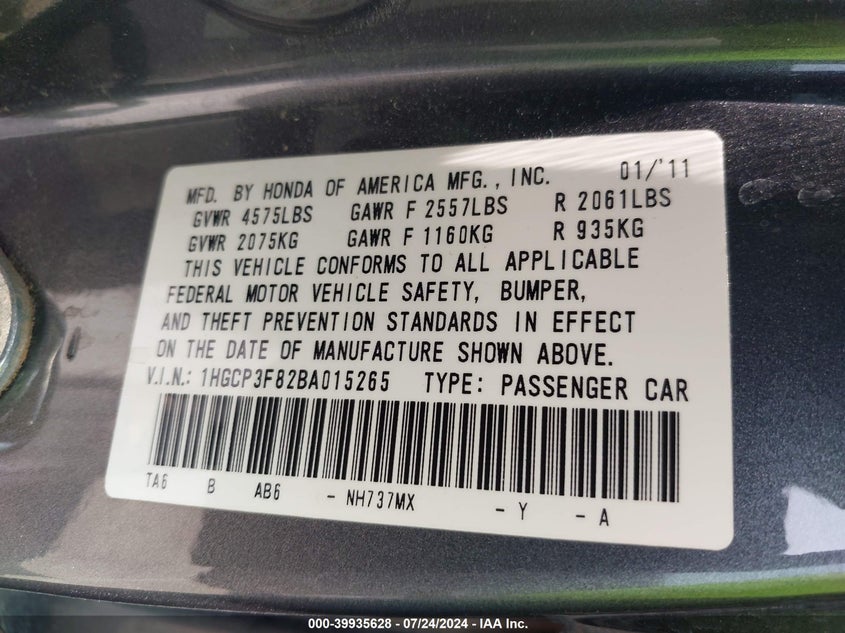 MFD. BY HONDA OF AMERICA MFG., INC. 01/'11
GVWR 4575LBS GAWR F 2557LBS R 2061LBS
GVWR 2075KG GAWR F 1160KG R 935KG
THIS VEHICLE CONFORMS TO ALL APPLICABLE
FEDERAL MOTOR VEHICLE SAFETY, BUMPER,
AND THEFT PREVENTION STANDARDS IN EFFECT
ON THE DATE OF MANUFACTURE SHOWN ABOVE.
V.I.N.: 1HGCP3F82BA015265 TYPE: PASSENGER CAR
TA6 B AB6 - NH737MX - Y - A
000-39935628 - 07/24/2024 - IAA Inc.